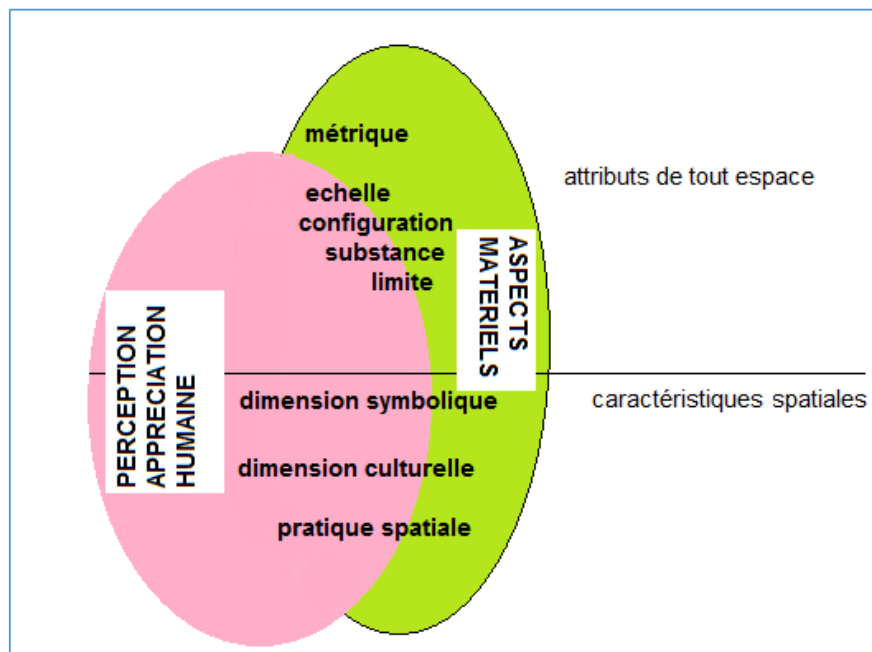 métrique
attributs de tout espace
echelle
configuration
substance
limite
ASPECTS
MATERIELS
PERCEPTION
APPRECIATION
HUMAINE
dimension symbolique
caractéristiques spatiales
dimension culturelle
pratique spatiale